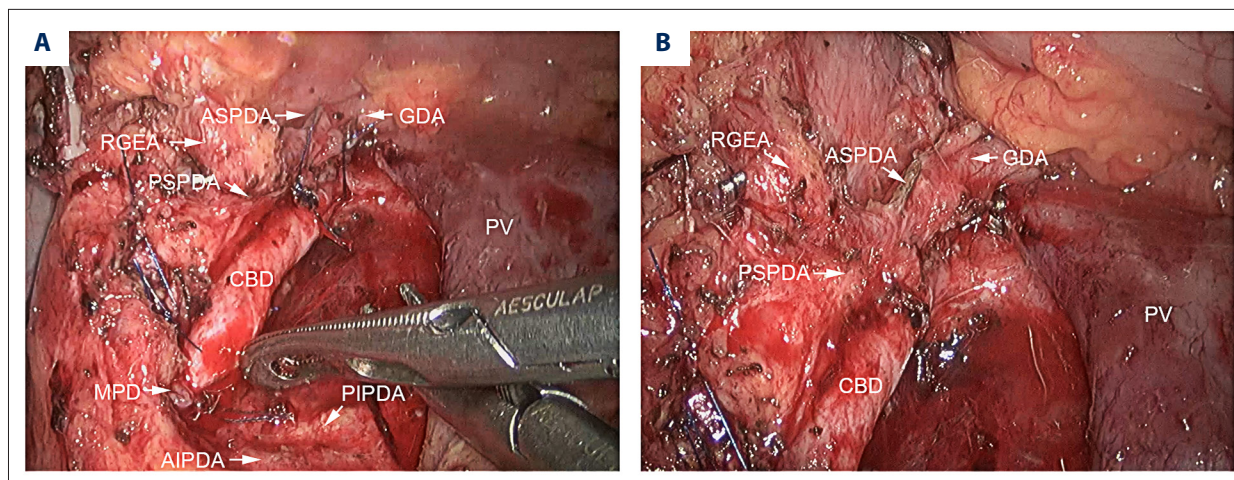 A
ASPDA
GDA
RGEA
PSPDA
PV
CBD
AESCULAP
MPD
PIPDA
AIPDA
B
RGEA
ASPDA
GDA
PSPDA
PV
CBD